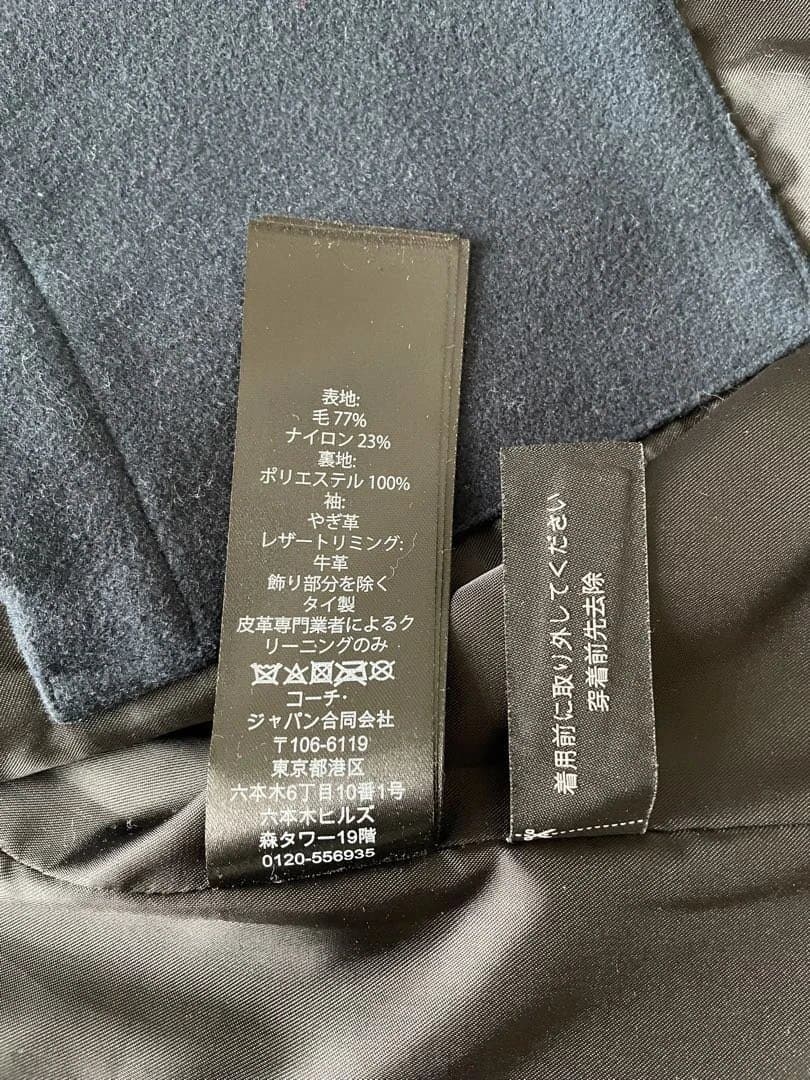 表地:
毛 77%
ナイロン 23%
裏地:
ポリエステル 100%
袖:
やぎ革
レザートリミング:
牛革
飾り部分を除く
タイ製
皮革専門業者によるク
リーニングのみ
コーチ・
ジャパン合同会社
〒106-6119
東京都港区
六本木6丁目10番1号
六本木ヒルズ
森タワー19階
0120-556935
着用前に取り外してください
穿着前先去除